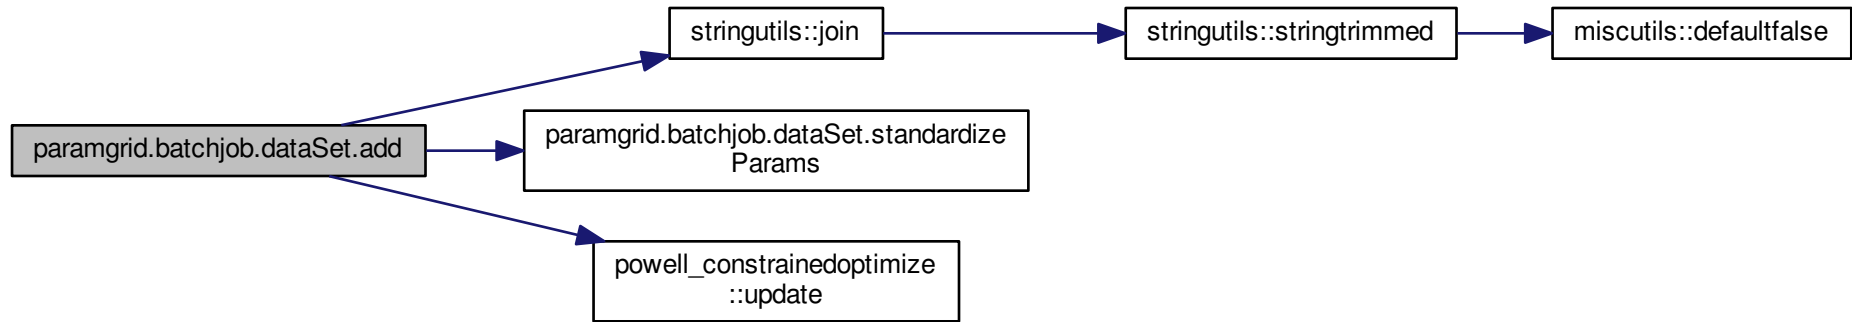 paramgrid.batchjob.dataSet.add
stringutils::join
stringutils::stringtrimmed
miscutils::defaultfalse
paramgrid.batchjob.dataSet.standardize
Params
powell_constrainedoptimize
::update